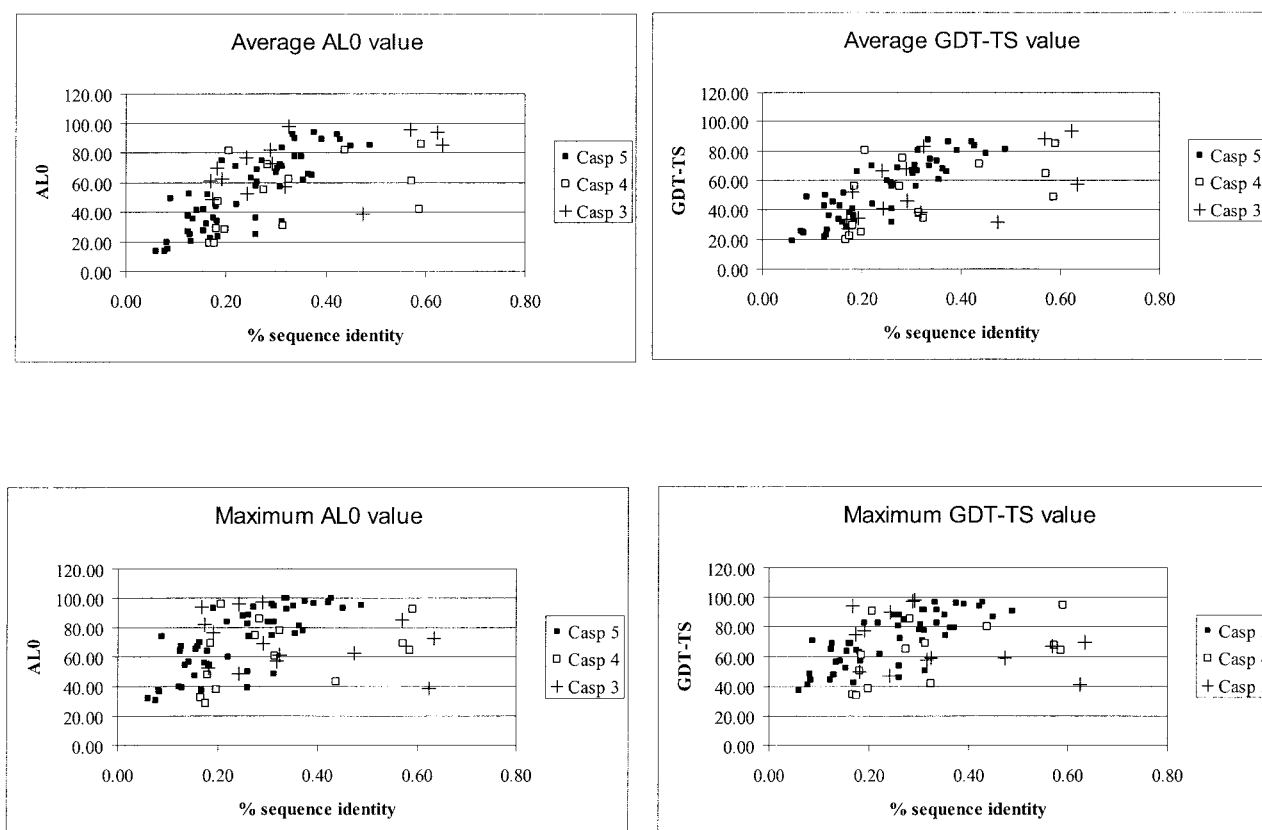 Average AL0 value
AL0
120.00
100.00
80.00
60.00
40.00
20.00
0.00
0.00 0.20 0.40 0.60 0.80
% sequence identity
Casp 5
Casp 4
Casp 3
Average GDT-TS value
GDT-TS
120.00
100.00
80.00
60.00
40.00
20.00
0.00
0.00 0.20 0.40 0.60 0.80
% sequence identity
Casp 5
Casp 4
Casp 3
Maximum AL0 value
AL0
120.00
100.00
80.00
60.00
40.00
20.00
0.00
0.00 0.20 0.40 0.60 0.80
% sequence identity
Casp 5
Casp 4
Casp 3
Maximum GDT-TS value
GDT-TS
120.00
100.00
80.00
60.00
40.00
20.00
0.00
0.00 0.20 0.40 0.60 0.80
% sequence identity
Casp
Casp
Casp